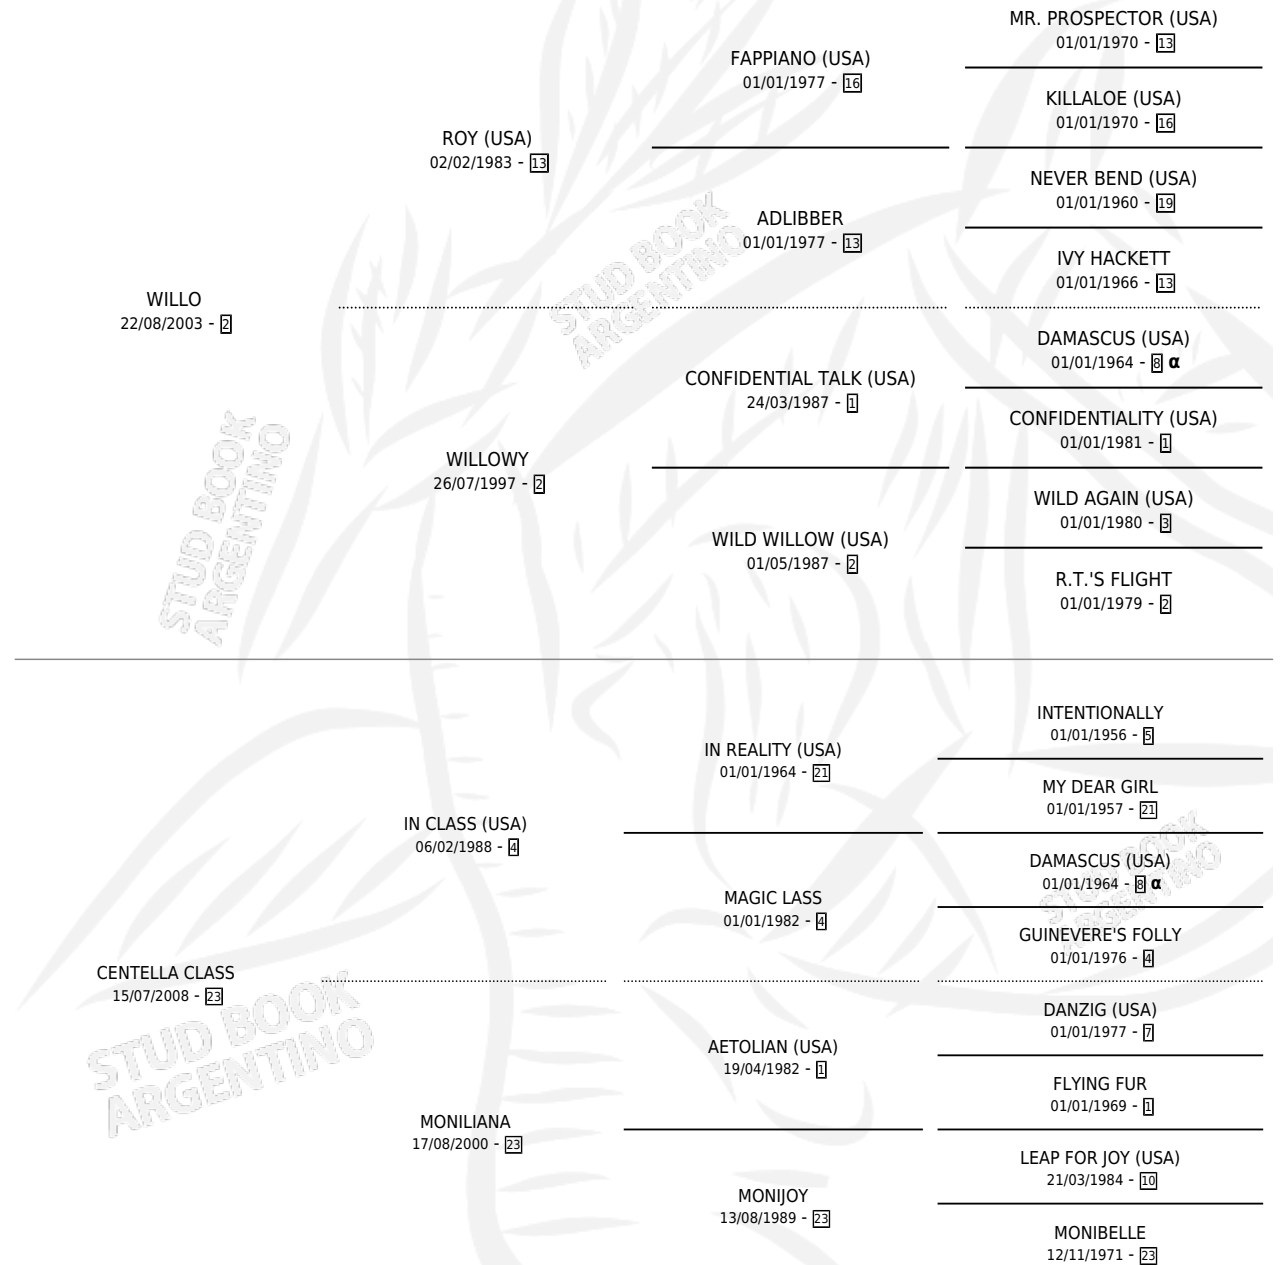 WILLO
22/08/2003 - 2
ROY (USA)
02/02/1983 - 13
FAPPIANO (USA)
01/01/1977 - 16
MR. PROSPECTOR (USA)
01/01/1970 - 13
KILLALOE (USA)
01/01/1970 - 16
ADLIBBER
01/01/1977 - 13
NEVER BEND (USA)
01/01/1960 - 19
IVY HACKETT
01/01/1966 - 13
WILLOWY
26/07/1997 - 2
CONFIDENTIAL TALK (USA)
24/03/1987 - 1
DAMASCUS (USA)
01/01/1964 - 8 α
CONFIDENTIALITY (USA)
01/01/1981 - 1
WILD WILLOW (USA)
01/05/1987 - 2
WILD AGAIN (USA)
01/01/1980 - 3
R.T.'S FLIGHT
01/01/1979 - 2
CENTELLA CLASS
15/07/2008 - 23
IN CLASS (USA)
06/02/1988 - 4
IN REALITY (USA)
01/01/1964 - 21
INTENTIONALLY
01/01/1956 - 5
MY DEAR GIRL
01/01/1957 - 21
MAGIC LASS
01/01/1982 - 4
DAMASCUS (USA)
01/01/1964 - 8 α
GUINEVERE'S FOLLY
01/01/1976 - 4
MONILIANA
17/08/2000 - 23
AETOLIAN (USA)
19/04/1982 - 1
DANZIG (USA)
01/01/1977 - 7
FLYING FUR
01/01/1969 - 1
MONIJOY
13/08/1989 - 23
LEAP FOR JOY (USA)
21/03/1984 - 10
MONIBELLE
12/11/1971 - 23
STUD BOOK
ARGENTINO
STUD BOOK
ARGENTINO
STUD BOOK
ARGENTINO
STUD BOOK
ARGENTINO